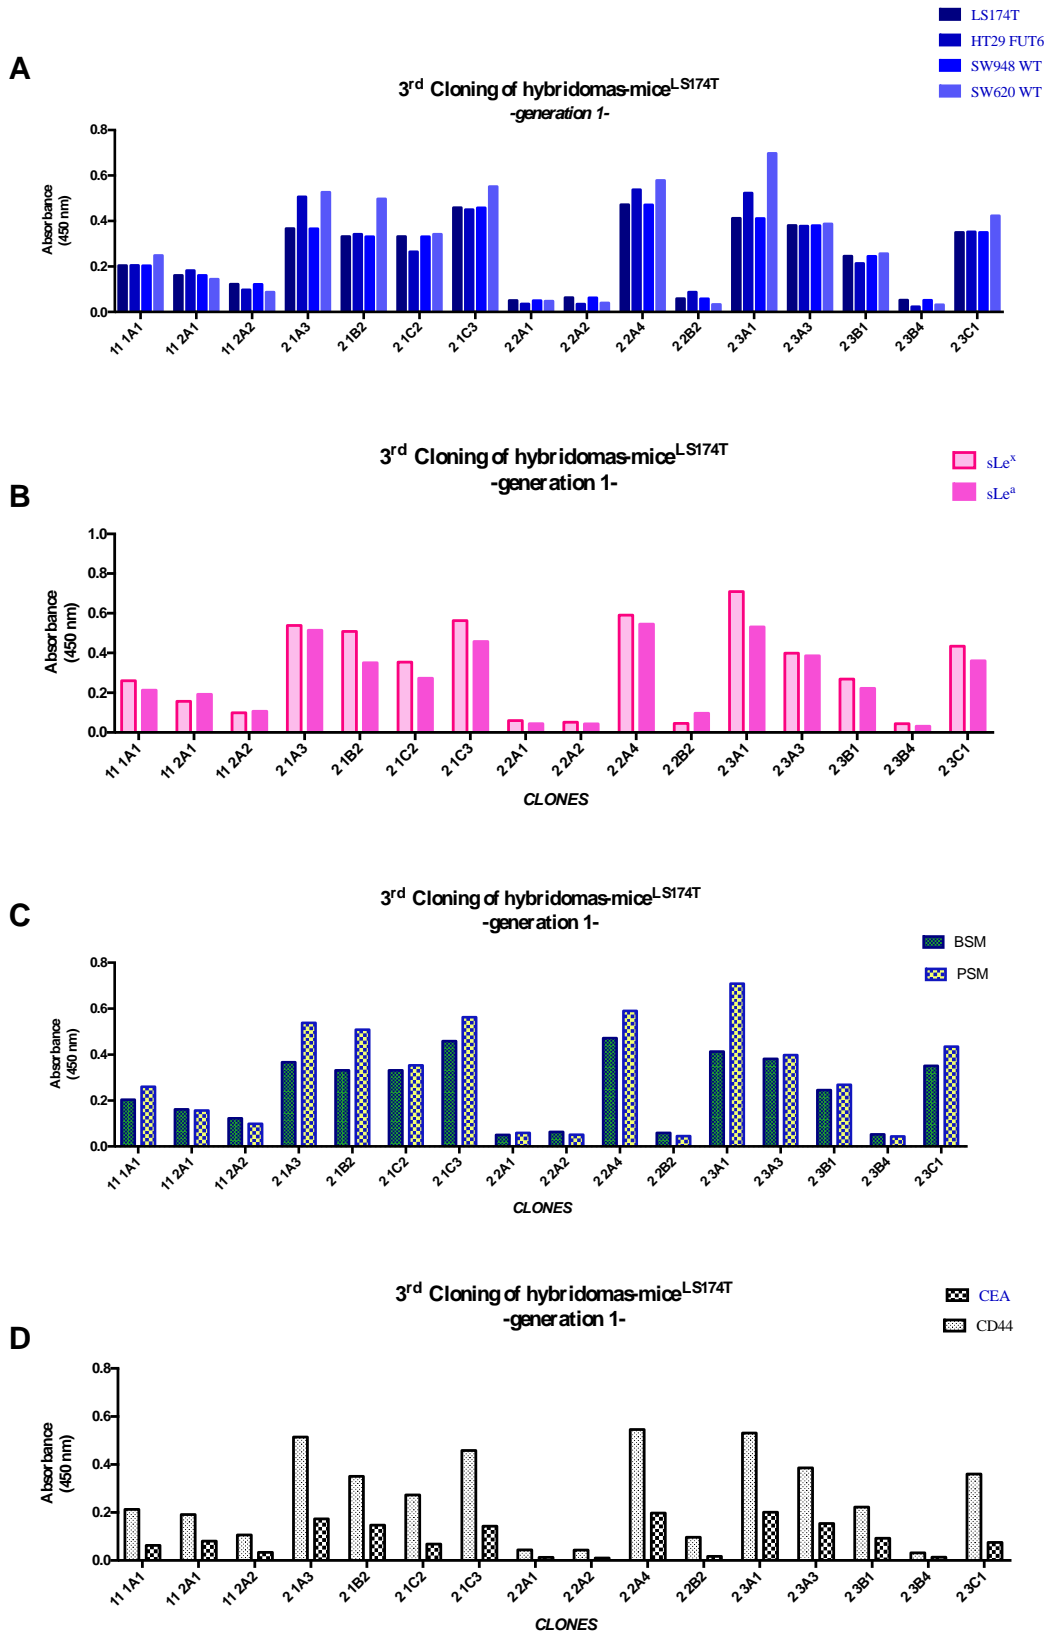 LS174T
HT29 FUT6
SW948 WT
SW620 WT
A
3rd Cloning of hybridomas-miceLS174T
-generation 1-
Absorbance
(450 nm)
0.8
0.6
0.4
0.2
0.0
11 1A1
11 2A1
11 2A2
2 1A3
2 1B2
2 1C2
2 1C3
2 2A1
2 2A2
2 2A4
2 2B2
2 3A1
2 3A3
2 3B1
2 3B4
2 3C1
3rd Cloning of hybridomas-miceLS174T
-generation 1-
sLex
sLea
B
Absorbance
(450 nm)
1.0
0.8
0.6
0.4
0.2
0.0
11 1A1
11 2A1
11 2A2
2 1A3
2 1B2
2 1C2
2 1C3
2 2A1
2 2A2
2 2A4
2 2B2
2 3A1
2 3A3
2 3B1
2 3B4
2 3C1
CLONES
3rd Cloning of hybridomas-miceLS174T
-generation 1-
C
BSM
PSM
Absorbance
(450 nm)
0.8
0.6
0.4
0.2
0.0
11 1A1
11 2A1
11 2A2
2 1A3
2 1B2
2 1C2
2 1C3
2 2A1
2 2A2
2 2A4
2 2B2
2 3A1
2 3A3
2 3B1
2 3B4
2 3C1
CLONES
3rd Cloning of hybridomas-miceLS174T
-generation 1-
CEA
CD44
D
Absorbance
(450 nm)
0.8
0.6
0.4
0.2
0.0
11 1A1
11 2A1
11 2A2
2 1A3
2 1B2
2 1C2
2 1C3
2 2A1
2 2A2
2 2A4
2 2B2
2 3A1
2 3A3
2 3B1
2 3B4
2 3C1
CLONES